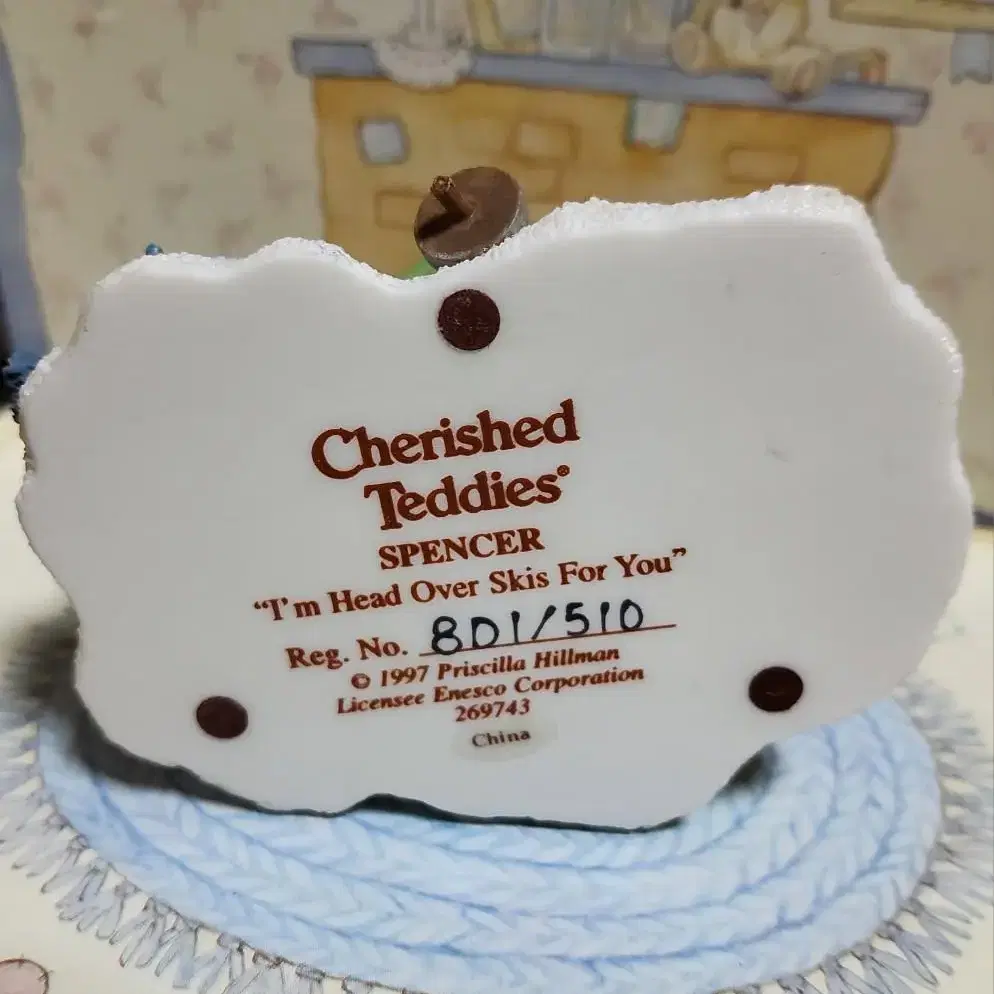 Cherished
Teddies®
SPENCER
“I'm Head Over Skis For You”
Reg. No. 8D1/510
© 1997 Priscilla Hillman
Licensee Enesco Corporation
269743
China